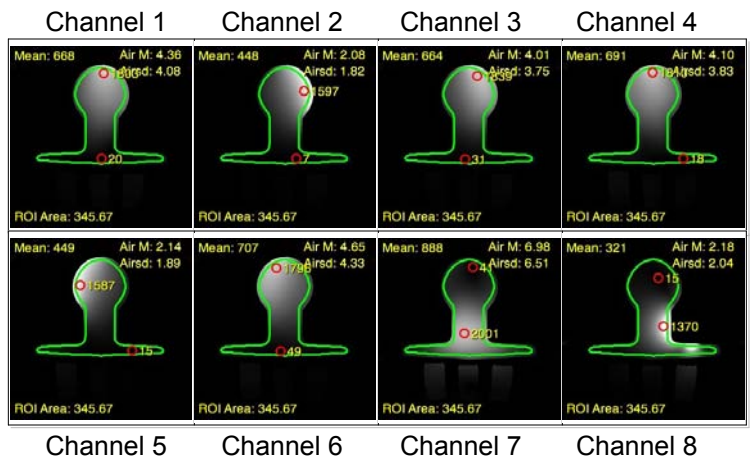 Channel 1 Channel 2 Channel 3 Channel 4
Mean: 668 Air M: 4.36
Airsd: 4.08
20
ROI Area: 345.67
Mean: 448 Air M: 2.08
Airsd: 1.82
1597
7
ROI Area: 345.67
Mean: 664 Air M: 4.01
Airsd: 3.75
31
ROI Area: 345.67
Mean: 691 Air M: 4.10
Airsd: 3.83
18
ROI Area: 345.67
Mean: 449 Air M: 2.14
Airsd: 1.89
1587
15
ROI Area: 345.67
Mean: 707 Air M: 4.65
Airsd: 4.33
49
ROI Area: 345.67
Mean: 888 Air M: 6.98
Airsd: 6.51
2001
ROI Area: 345.67
Mean: 321 Air M: 2.18
Airsd: 2.04
15
1370
ROI Area: 345.67
Channel 5 Channel 6 Channel 7 Channel 8